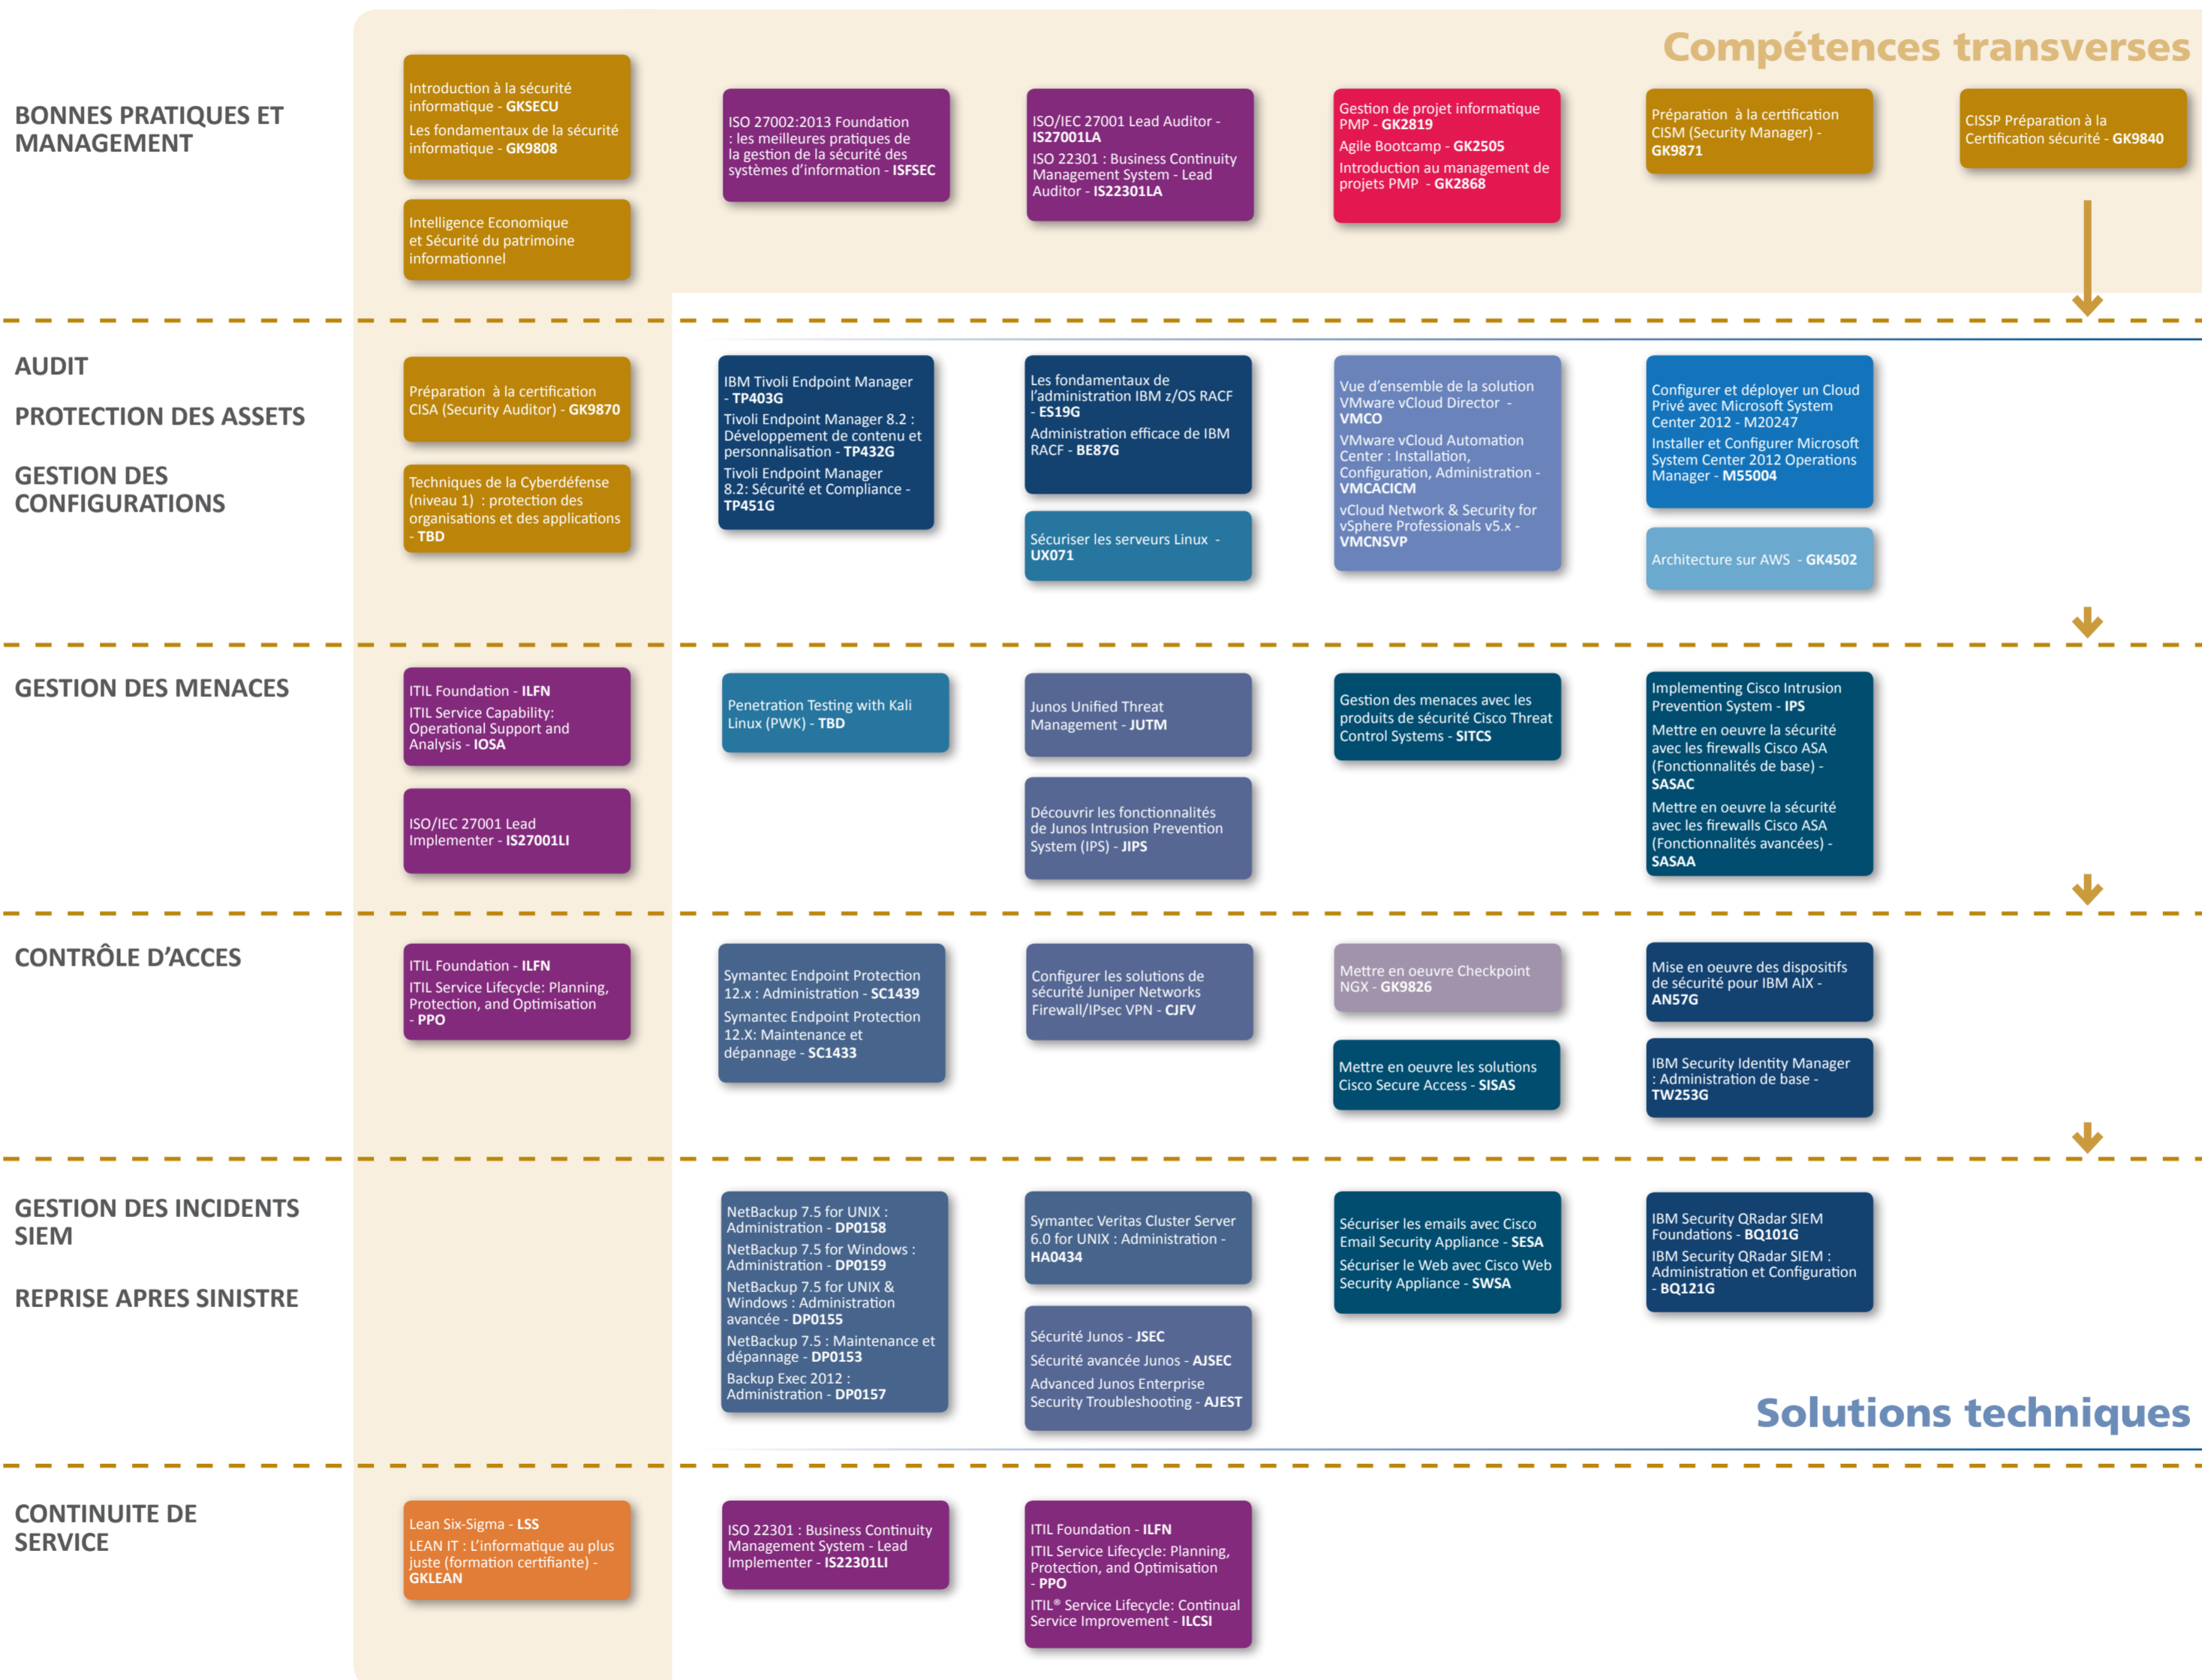 Compétences transverses
BONNES PRATIQUES ET
MANAGEMENT
Introduction à la sécurité
informatique - GKSECU
Les fondamentaux de la sécurité
informatique - GK9808
Intelligence Economique
et Sécurité du patrimoine
informationnel
ISO 27002:2013 Foundation
: les meilleures pratiques de
la gestion de la sécurité des
systèmes d’information - ISFSEC
ISO/IEC 27001 Lead Auditor -
IS27001LA
ISO 22301 : Business Continuity
Management System - Lead
Auditor - IS22301LA
Gestion de projet informatique
PMP - GK2819
Agile Bootcamp - GK2505
Introduction au management de
projets PMP - GK2868
Préparation à la certification
CISM (Security Manager) -
GK9871
CISSP Préparation à la
Certification sécurité - GK9840
AUDIT
PROTECTION DES ASSETS
GESTION DES
CONFIGURATIONS
Préparation à la certification
CISA (Security Auditor) - GK9870
Techniques de la Cyberdéfense
(niveau 1) : protection des
organisations et des applications
- TBD
IBM Tivoli Endpoint Manager
- TP403G
Tivoli Endpoint Manager 8.2 :
Développement de contenu et
personnalisation - TP432G
Tivoli Endpoint Manager
8.2: Sécurité et Compliance -
TP451G
Les fondamentaux de
l’administration IBM z/OS RACF
- ES19G
Administration efficace de IBM
RACF - BE87G
Sécuriser les serveurs Linux -
UX071
Vue d’ensemble de la solution
VMware vCloud Director -
VMCO
VMware vCloud Automation
Center : Installation,
Configuration, Administration -
VMCACICM
vCloud Network & Security for
vSphere Professionals v5.x -
VMCNSVP
Configurer et déployer un Cloud
Privé avec Microsoft System
Center 2012 - M20247
Installer et Configurer Microsoft
System Center 2012 Operations
Manager - M55004
Architecture sur AWS - GK4502
GESTION DES MENACES
ITIL Foundation - ILFN
ITIL Service Capability:
Operational Support and
Analysis - IOSA
ISO/IEC 27001 Lead
Implementer - IS27001LI
Penetration Testing with Kali
Linux (PWK) - TBD
Junos Unified Threat
Management - JUTM
Découvrir les fonctionnalités
de Junos Intrusion Prevention
System (IPS) - JIPS
Gestion des menaces avec les
produits de sécurité Cisco Threat
Control Systems - SITCS
Implementing Cisco Intrusion
Prevention System - IPS
Mettre en oeuvre la sécurité
avec les firewalls Cisco ASA
(Fonctionnalités de base) -
SASAC
Mettre en oeuvre la sécurité
avec les firewalls Cisco ASA
(Fonctionnalités avancées) -
SASAA
CONTRÔLE D’ACCES
ITIL Foundation - ILFN
ITIL Service Lifecycle: Planning,
Protection, and Optimisation
- PPO
Symantec Endpoint Protection
12.x : Administration - SC1439
Symantec Endpoint Protection
12.X: Maintenance et
dépannage - SC1433
Configurer les solutions de
sécurité Juniper Networks
Firewall/IPsec VPN - CJFV
Mettre en oeuvre Checkpoint
NGX - GK9826
Mettre en oeuvre les solutions
Cisco Secure Access - SISAS
Mise en oeuvre des dispositifs
de sécurité pour IBM AIX -
AN57G
IBM Security Identity Manager
: Administration de base -
TW253G
GESTION DES INCIDENTS
SIEM
REPRISE APRES SINISTRE
NetBackup 7.5 for UNIX :
Administration - DP0158
NetBackup 7.5 for Windows :
Administration - DP0159
NetBackup 7.5 for UNIX &
Windows : Administration
avancée - DP0155
NetBackup 7.5 : Maintenance et
dépannage - DP0153
Backup Exec 2012 :
Administration - DP0157
Symantec Veritas Cluster Server
6.0 for UNIX : Administration -
HA0434
Sécurité Junos - JSEC
Sécurité avancée Junos - AJSEC
Advanced Junos Enterprise
Security Troubleshooting - AJEST
Sécuriser les emails avec Cisco
Email Security Appliance - SESA
Sécuriser le Web avec Cisco Web
Security Appliance - SWSA
IBM Security QRadar SIEM
Foundations - BQ101G
IBM Security QRadar SIEM :
Administration et Configuration
- BQ121G
Solutions techniques
CONTINUITE DE
SERVICE
Lean Six-Sigma - LSS
LEAN IT : L’informatique au plus
juste (formation certifiante) -
GKLEAN
ISO 22301 : Business Continuity
Management System - Lead
Implementer - IS22301LI
ITIL Foundation - ILFN
ITIL Service Lifecycle: Planning,
Protection, and Optimisation
- PPO
ITIL® Service Lifecycle: Continual
Service Improvement - ILCSI